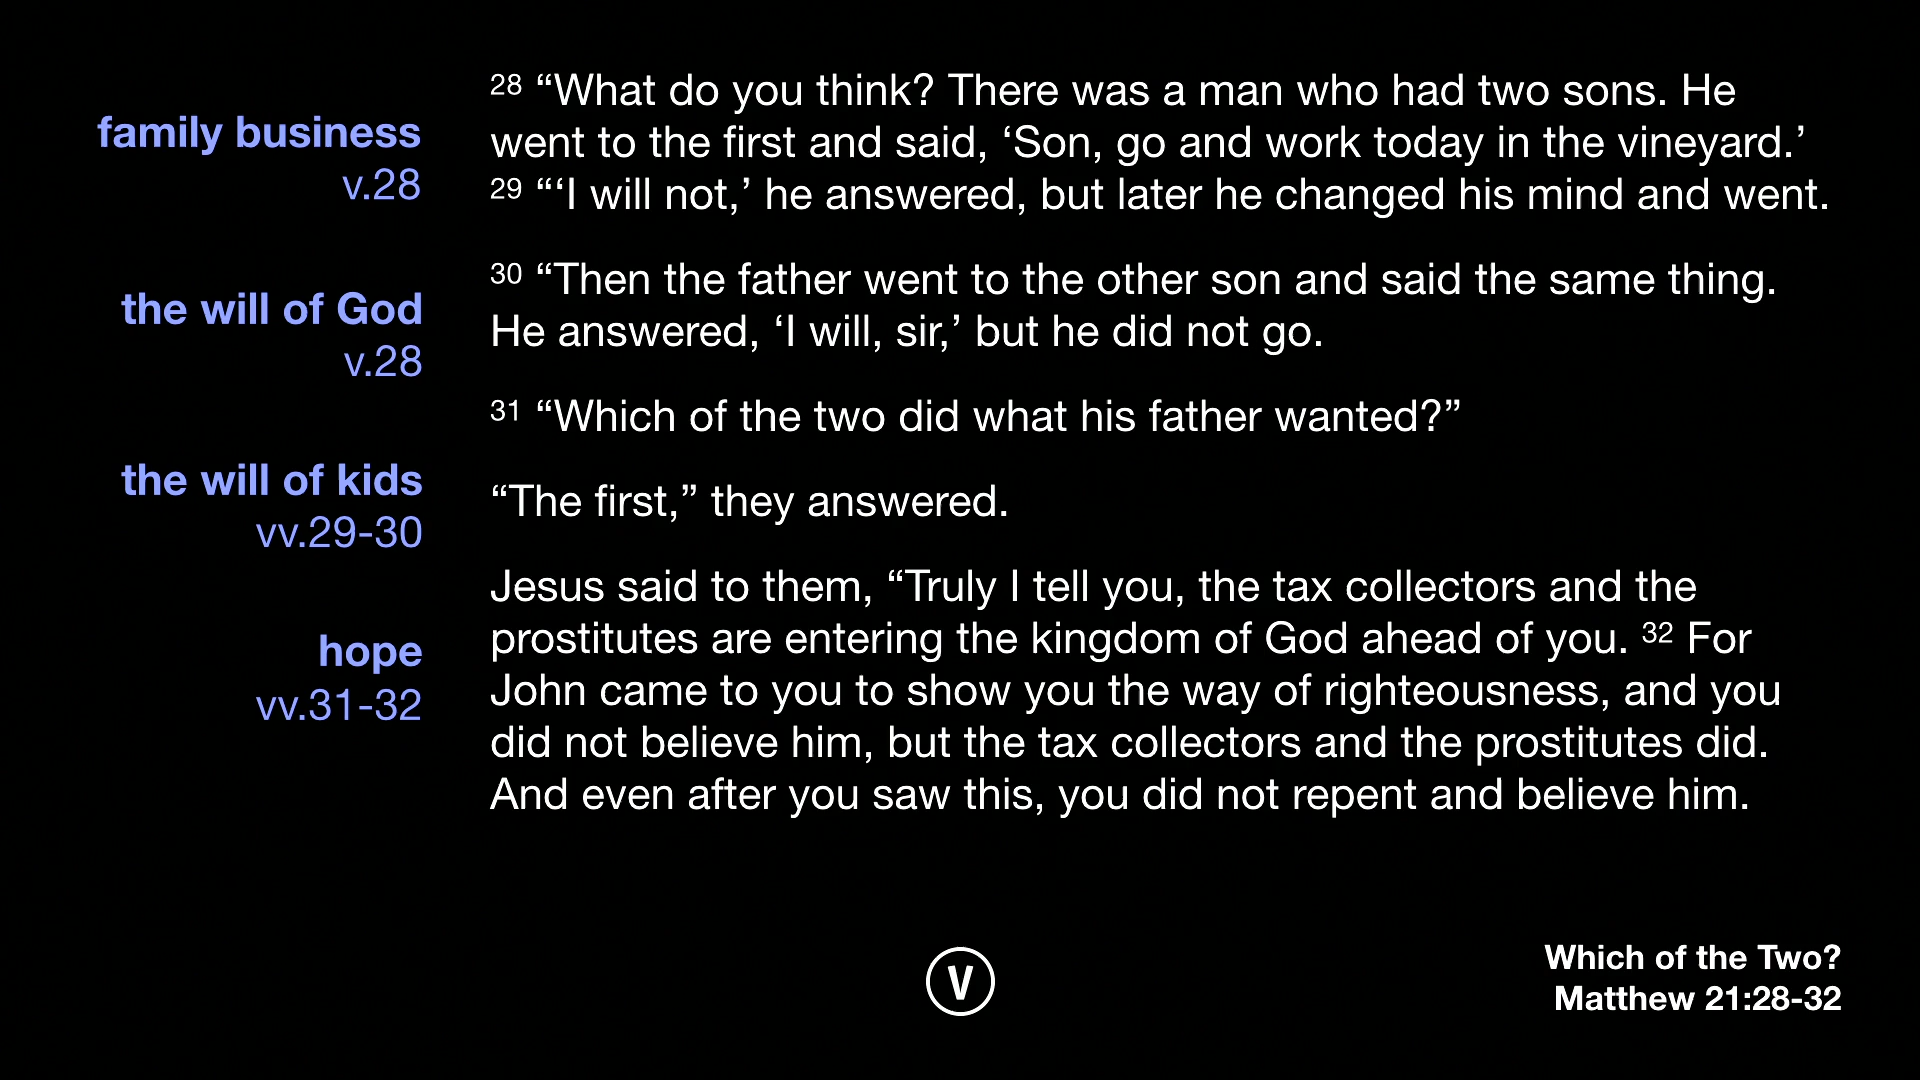 family business
v.28
the will of God
v.28
the will of kids
vv.29-30
hope
vv.31-32
28 “What do you think? There was a man who had two sons. He
went to the first and said, ‘Son, go and work today in the vineyard.’
29 “‘I will not,’ he answered, but later he changed his mind and went.
30 “Then the father went to the other son and said the same thing.
He answered, ‘I will, sir,’ but he did not go.
31 “Which of the two did what his father wanted?”
“The first,” they answered.
Jesus said to them, “Truly I tell you, the tax collectors and the
prostitutes are entering the kingdom of God ahead of you. 32 For
John came to you to show you the way of righteousness, and you
did not believe him, but the tax collectors and the prostitutes did.
And even after you saw this, you did not repent and believe him.
V
Which of the Two?
Matthew 21:28-32